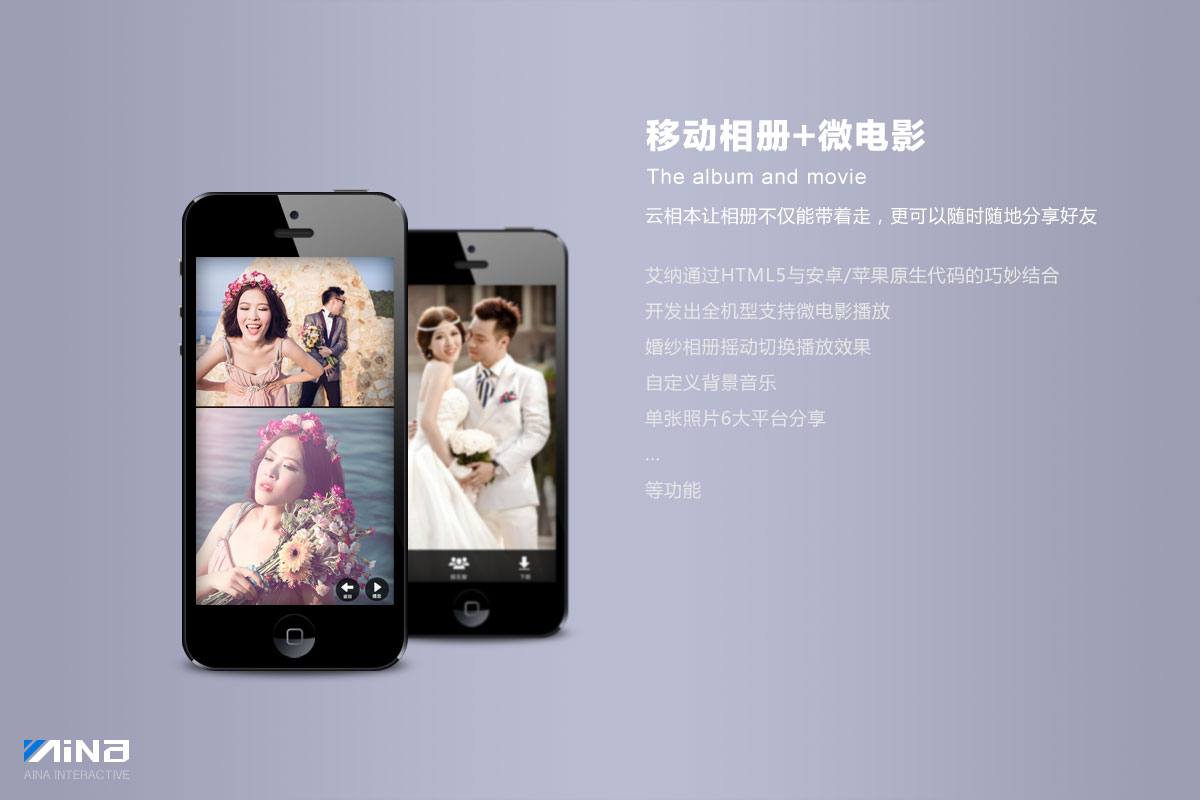 移动相册+微电影
The album and movie
云相本让相册不仅能带着走，更可以随时随地分享好友
艾纳通过HTML5与安卓/苹果原生代码的巧妙结合
开发出全机型支持微电影播放
婚纱相册摇动切换播放效果
自定义背景音乐
单张照片6大平台分享
...
等功能
下载
AiNA
AINA INTERACTIVE